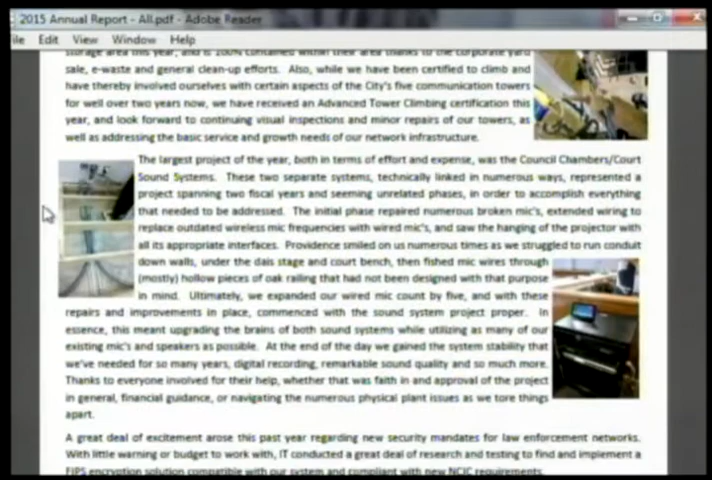 2015 Annual Report - All.pdf - Adobe Reader
ile Edit View Window Help
storage area this year, and is 100% contained within their area thanks to the corporate yard
sale, e-waste and general clean-up efforts. Also, while we have been certified to climb and
have thereby involved ourselves with certain aspects of the City's five communication towers
for well over two years now, we have received an Advanced Tower Climbing certification this
year, and look forward to continuing visual inspections and minor repairs of our towers, as
well as addressing the basic service and growth needs of our network infrastructure.
The largest project of the year, both in terms of effort and expense, was the Council Chambers/Court
Sound Systems. These two separate systems, technically linked in numerous ways, represented a
project spanning two fiscal years and seeming unrelated phases, in order to accomplish everything
that needed to be addressed. The initial phase repaired numerous broken mic's, extended wiring to
replace outdated wireless mic frequencies with wired mic's, and saw the hanging of the projector with
all its appropriate interfaces. Providence smiled on us numerous times as we struggled to run conduit
down walls, under the dais stage and court bench, then fished mic wires through
(mostly) hollow pieces of oak railing that had not been designed with that purpose
in mind. Ultimately, we expanded our wired mic count by five, and with these
repairs and improvements in place, commenced with the sound system project proper. In
essence, this meant upgrading the brains of both sound systems while utilizing as many of our
existing mic's and speakers as possible. At the end of the day we gained the system stability that
we've needed for so many years, digital recording, remarkable sound quality and so much more.
Thanks to everyone involved for their help, whether that was faith in and approval of the project
in general, financial guidance, or navigating the numerous physical plant issues as we tore things
apart.
A great deal of excitement arose this past year regarding new security mandates for law enforcement networks.
With little warning or budget to work with, IT conducted a great deal of research and testing to find and implement a
FIPS encryption solution compatible with our system and compliant with new NCIC requirements.